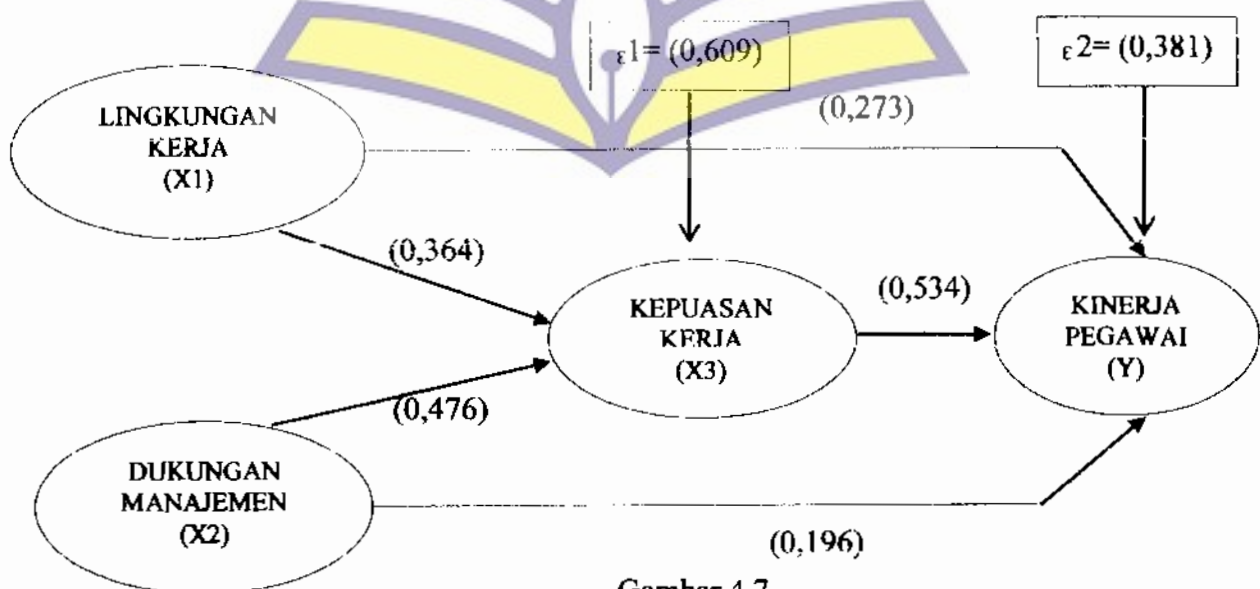 ε1= (0,609)
ε2= (0,381)
(0,273)
LINGKUNGAN
KERJA
(X1)
(0,364)
KEPUASAN
KERJA
(X3)
(0,534)
KINERJA
PEGAWAI
(Y)
(0,476)
DUKUNGAN
MANAJEMEN
(X2)
(0,196)
Gambar 4.7